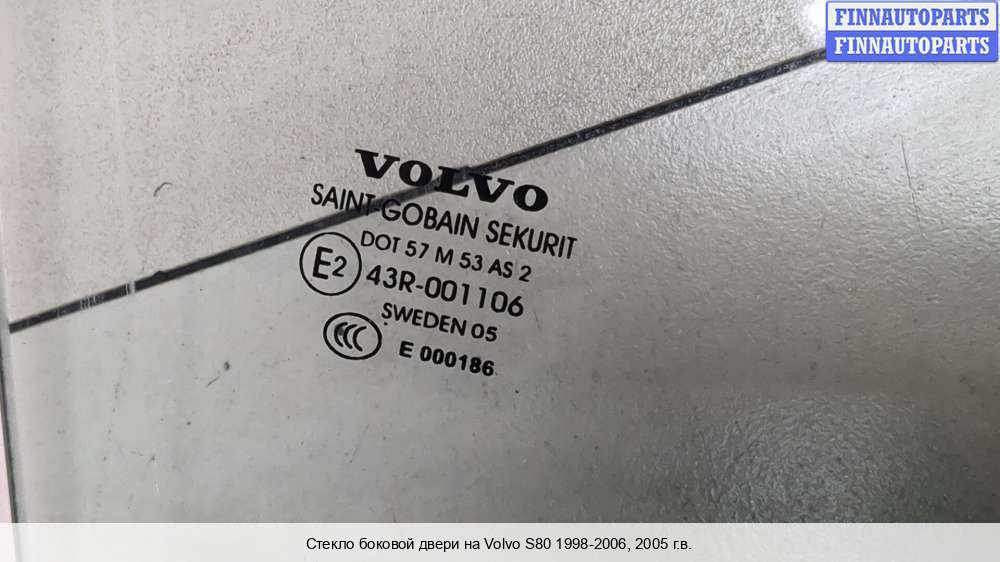 FINNAUTOPARTS
FINNAUTOPARTS
VOLVO
SAINT-GOBAIN SEKURIT
DOT 57 M 53 AS 2
E2 43R-001106
SWEDEN 05
CCC E 000186
Стекло боковой двери на Volvo S80 1998-2006, 2005 г.в.